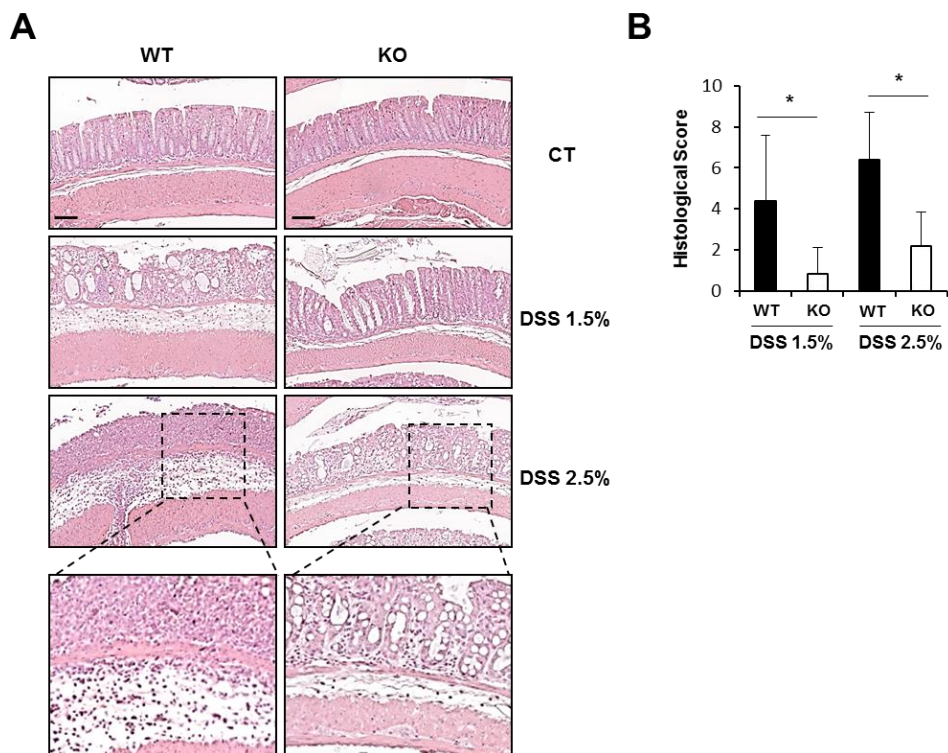 A
WT KO
CT
DSS 1.5%
DSS 2.5%
B
Histological Score
10
8
6
4
2
0
* *
WT KO WT KO
DSS 1.5% DSS 2.5%